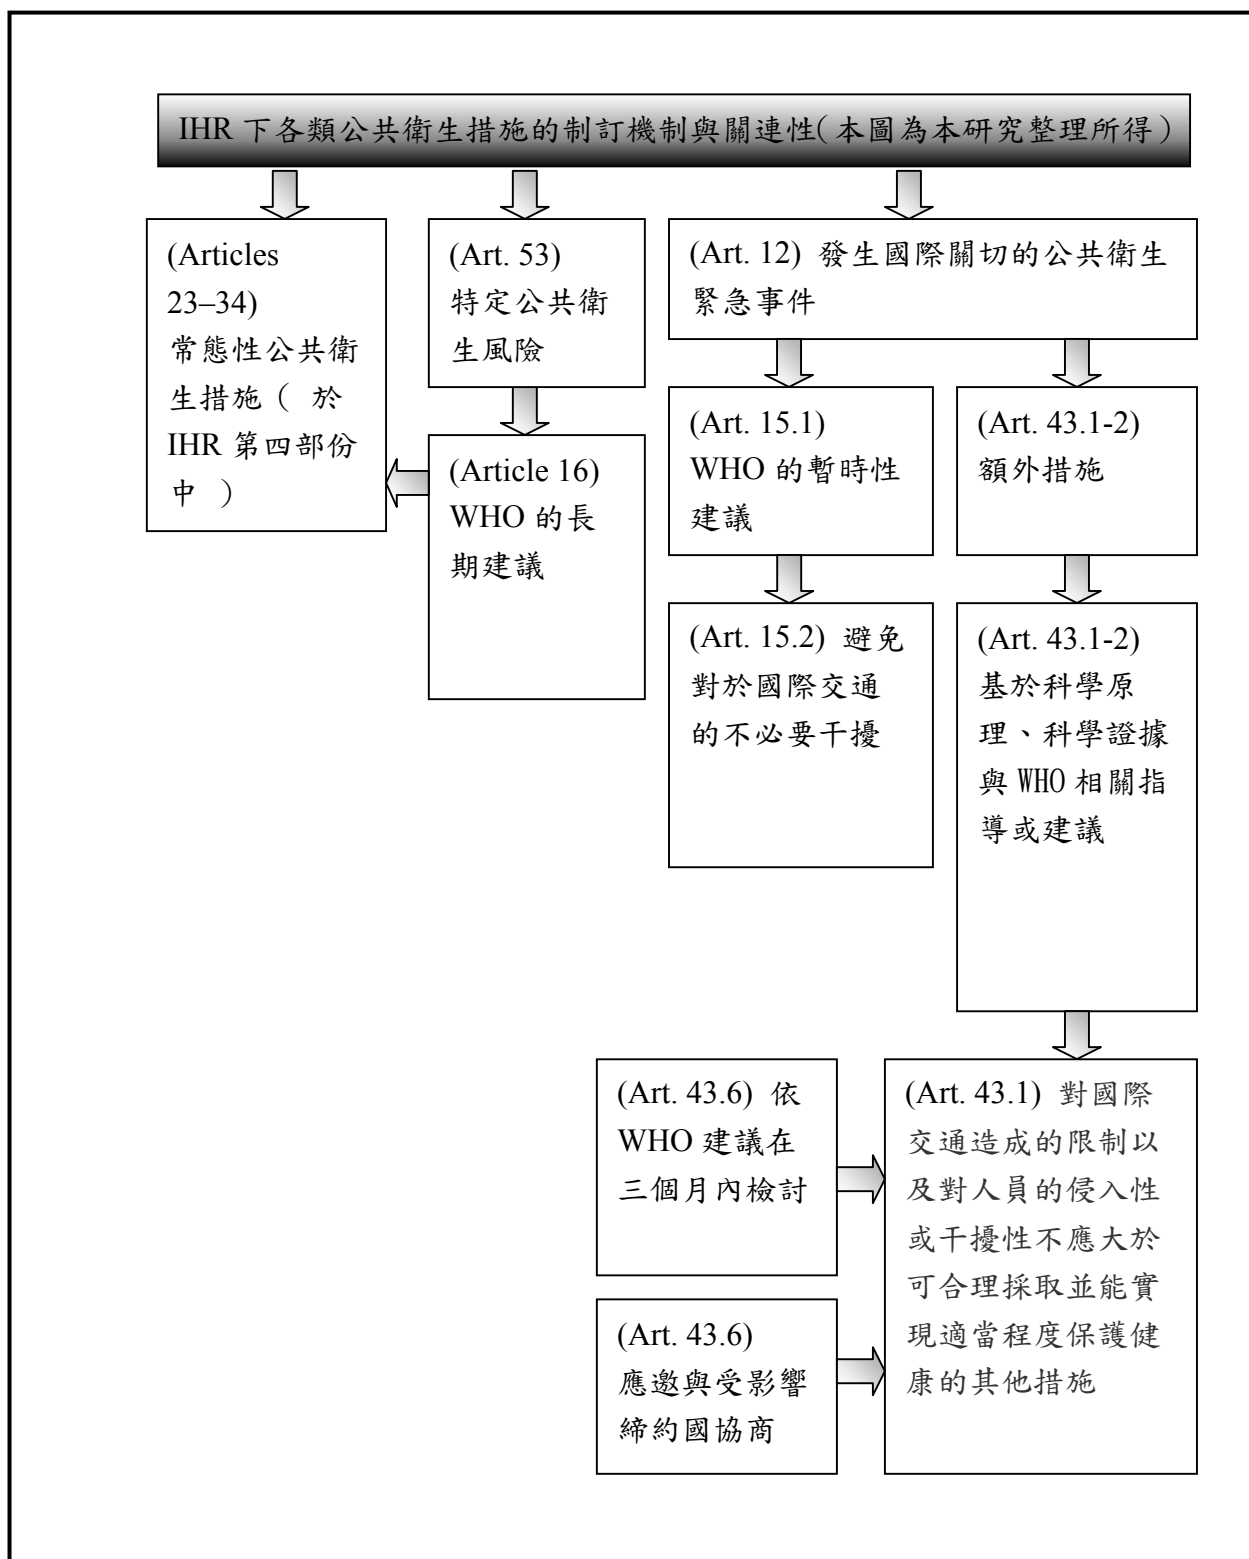 IHR 下各類公共衛生措施的制訂機制與關連性(本圖為本研究整理所得)
(Articles
23–34)
常態性公共衛
生措施( 於
IHR 第四部份
中 )
(Art. 53)
特定公共衛
生風險
(Article 16)
WHO 的長
期建議
(Art. 12) 發生國際關切的公共衛生
緊急事件
(Art. 15.1)
WHO 的暫時性
建議
(Art. 43.1-2)
額外措施
(Art. 15.2) 避免
對於國際交通
的不必要干擾
(Art. 43.1-2)
基於科學原
理、科學證據
與 WHO 相關指
導或建議
(Art. 43.6) 依
WHO 建議在
三個月內檢討
(Art. 43.6)
應邀與受影響
締約國協商
(Art. 43.1) 對國際
交通造成的限制以
及對人員的侵入性
或干擾性不應大於
可合理採取並能實
現適當程度保護健
康的其他措施